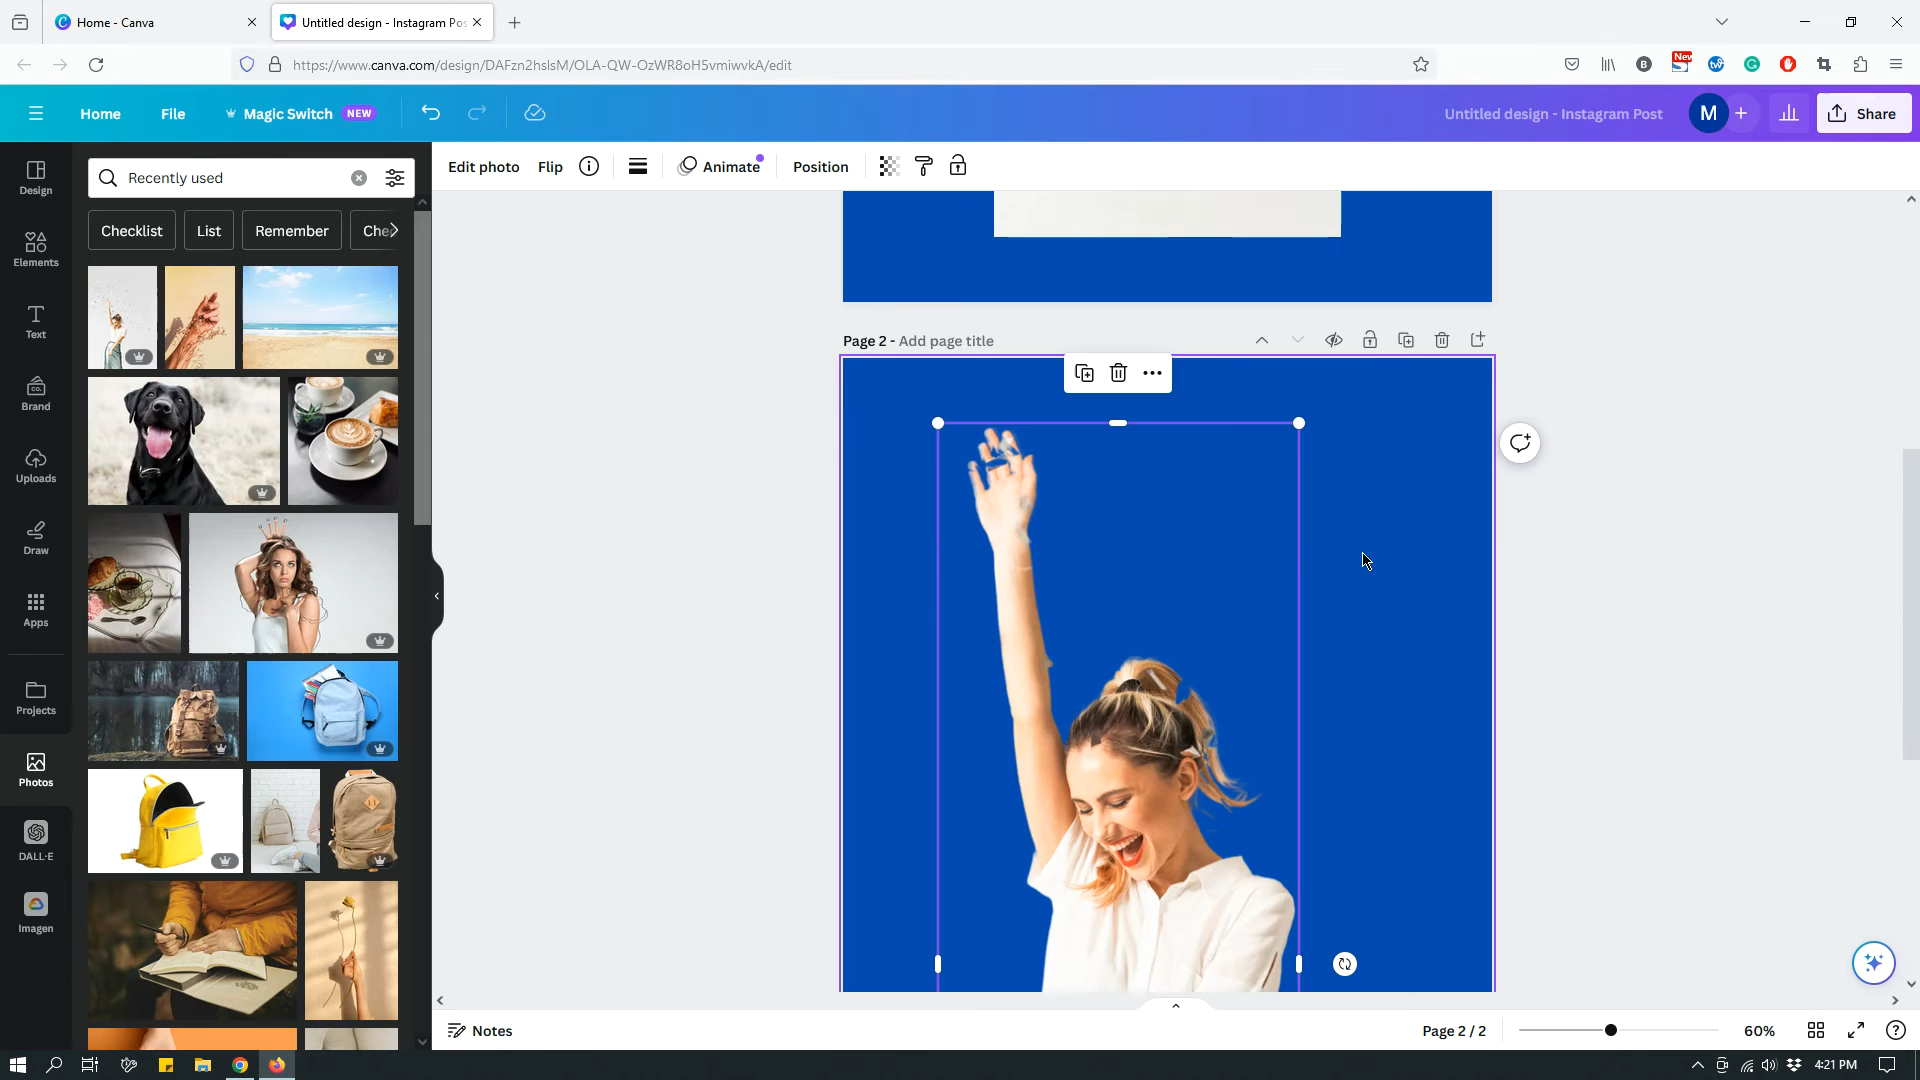 Home - Canva
Untitled design - Instagram Pos
https://www.canva.com/design/DAFzn2hslsM/OLA-QW-OzWR8oH5vmiwvkA/edit
New
Home
File
Magic Switch NEW
Untitled design - Instagram Post
M
Share
Design
Elements
Text
Brand
Uploads
Draw
Apps
Projects
Photos
DALL·E
Imagen
Recently used
Checklist
List
Remember
Che
Edit photo
Flip
Animate
Position
Page 2 - Add page title
Notes
Page 2 / 2
60%
4:21 PM